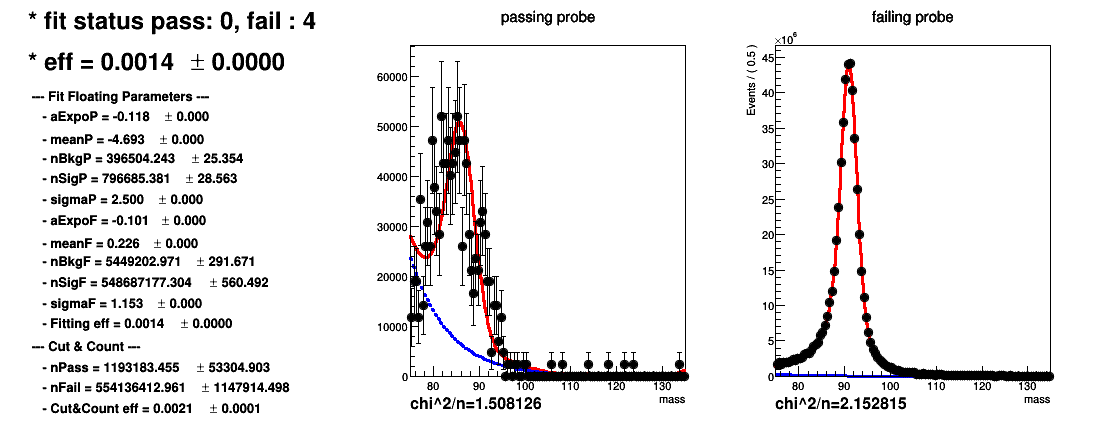 * fit status pass: 0, fail : 4
* eff = 0.0014 ± 0.0000
--- Fit Floating Parameters ---
- aExpoP = -0.118 ± 0.000
- meanP = -4.693 ± 0.000
- nBkgP = 396504.243 ± 25.354
- nSigP = 796685.381 ± 28.563
- sigmaP = 2.500 ± 0.000
- aExpoF = -0.101 ± 0.000
- meanF = 0.226 ± 0.000
- nBkgF = 5449202.971 ± 291.671
- nSigF = 548687177.304 ± 560.492
- sigmaF = 1.153 ± 0.000
- Fitting eff = 0.0014 ± 0.0000
--- Cut & Count ---
- nPass = 1193183.455 ± 53304.903
- nFail = 554136412.961 ± 1147914.498
- Cut&Count eff = 0.0021 ± 0.0001
passing probe
60000
50000
40000
30000
20000
10000
0
80 90 100 110 120 130
mass
chi^2/n=1.508126
failing probe
×10^6
Events / ( 0.5 )
45
40
35
30
25
20
15
10
5
0
80 90 100 110 120 130
mass
chi^2/n=2.152815